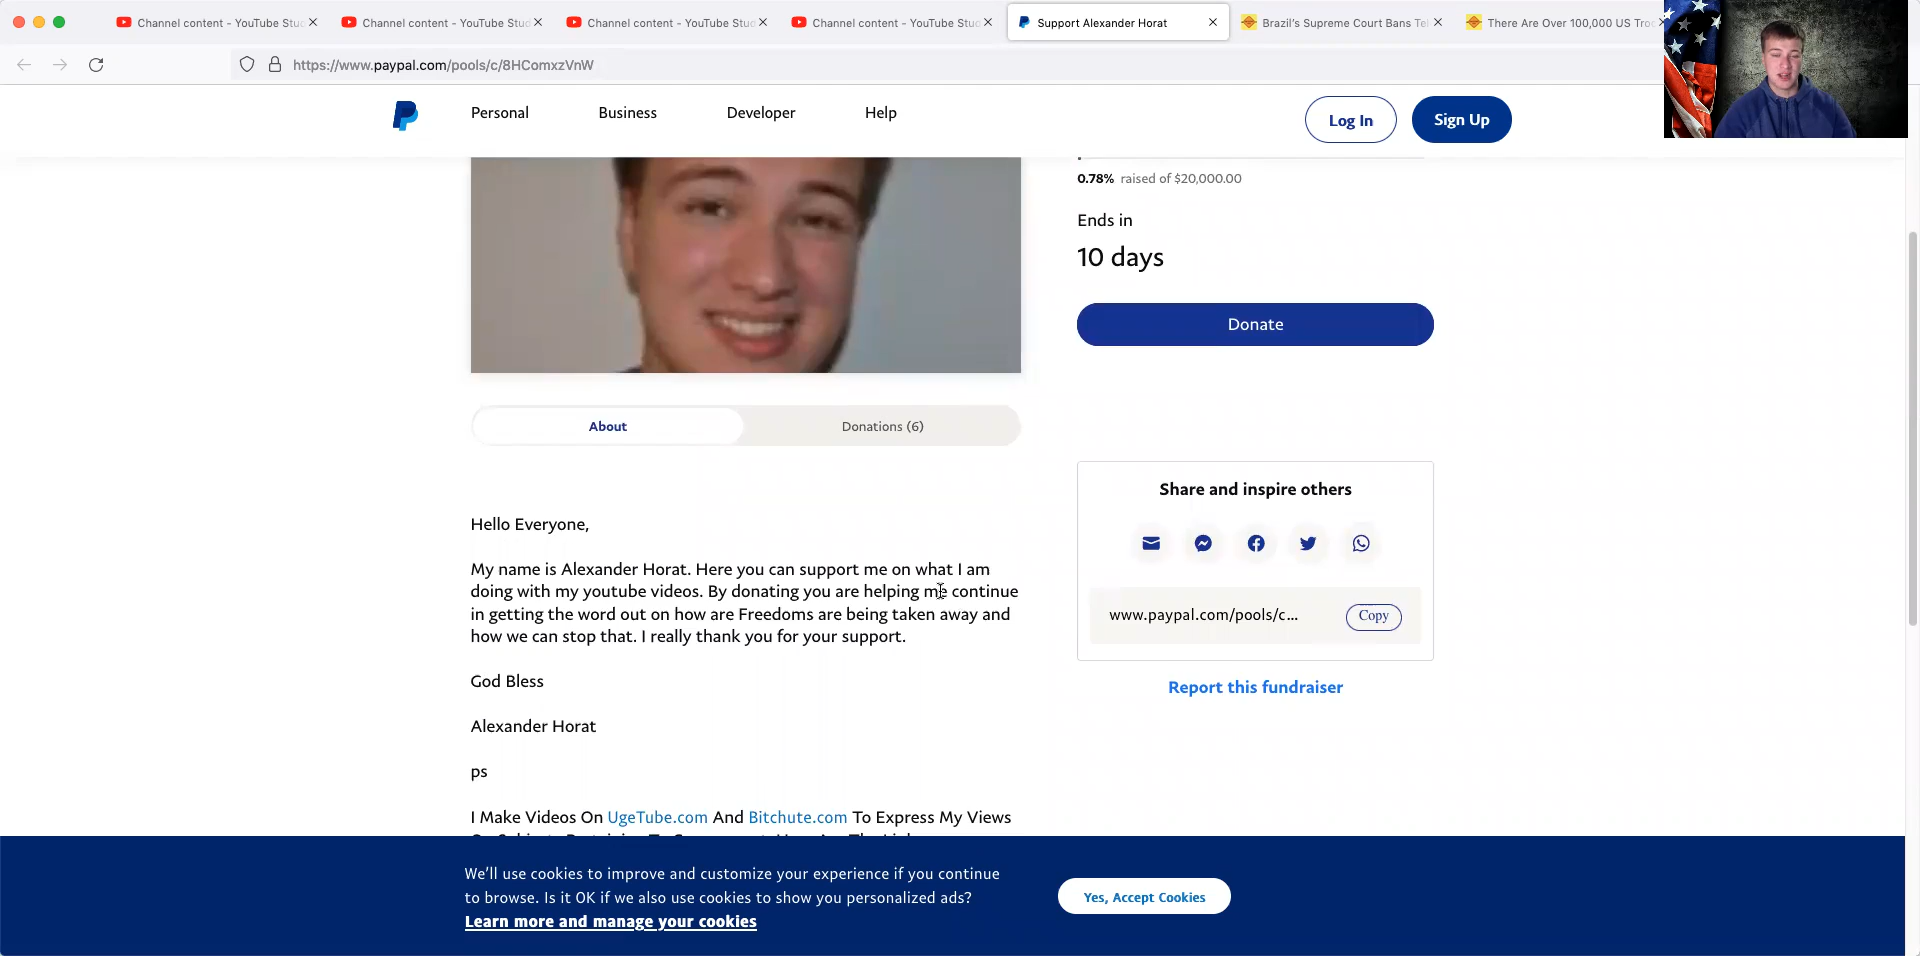 Channel content - YouTube Stu
Channel content - YouTube Stu
Channel content - YouTube Stu
Channel content - YouTube Stu
Support Alexander Horat
Brazil's Supreme Court Bans Te
There Are Over 100,000 US Tro
https://www.paypal.com/pools/c/8HComxzVnW
Personal
Business
Developer
Help
Log In
Sign Up
0.78% raised of $20,000.00
Ends in
10 days
Donate
About
Donations (6)
Share and inspire others
www.paypal.com/pools/c...
Copy
Report this fundraiser
Hello Everyone,
My name is Alexander Horat. Here you can support me on what I am
doing with my youtube videos. By donating you are helping me continue
in getting the word out on how are Freedoms are being taken away and
how we can stop that. I really thank you for your support.
God Bless
Alexander Horat
ps
I Make Videos On UgeTube.com And Bitchute.com To Express My Views
We'll use cookies to improve and customize your experience if you continue
to browse. Is it OK if we also use cookies to show you personalized ads?
Learn more and manage your cookies
Yes, Accept Cookies